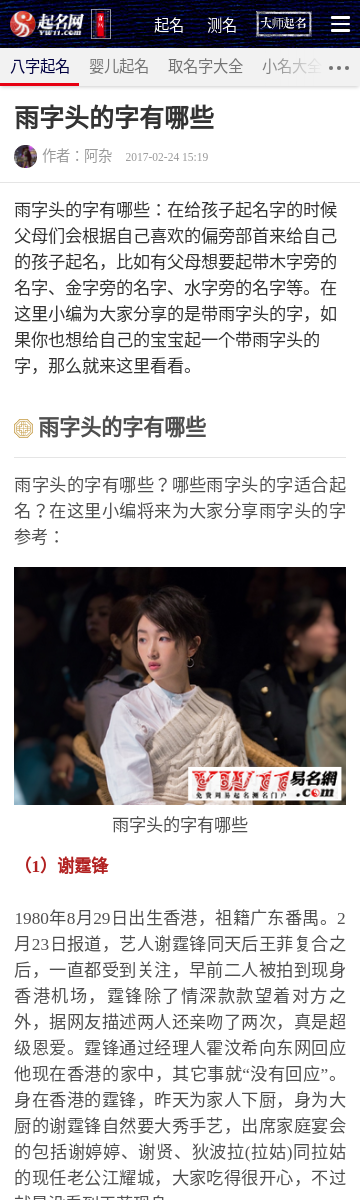 起名网
YW11.COM
起名 测名 大师起名
八字起名 婴儿起名 取名字大全 小名大全
雨字头的字有哪些
作者：阿杂 2017-02-24 15:19
雨字头的字有哪些：在给孩子起名字的时候
父母们会根据自己喜欢的偏旁部首来给自己
的孩子起名，比如有父母想要起带木字旁的
名字、金字旁的名字、水字旁的名字等。在
这里小编为大家分享的是带雨字头的字，如
果你也想给自己的宝宝起一个带雨字头的
字，那么就来这里看看。
雨字头的字有哪些
雨字头的字有哪些？哪些雨字头的字适合起
名？在这里小编将来为大家分享雨字头的字
参考：
YW11易名網
.com
免费周易起名测名门户
雨字头的字有哪些
（1）谢霆锋
1980年8月29日出生香港，祖籍广东番禺。2
月23日报道，艺人谢霆锋同天后王菲复合之
后，一直都受到关注，早前二人被拍到现身
香港机场，霆锋除了情深款款望着对方之
外，据网友描述两人还亲吻了两次，真是超
级恩爱。霆锋通过经理人霍汶希向东网回应
他现在香港的家中，其它事就“没有回应”。
身在香港的霆锋，昨天为家人下厨，身为大
厨的谢霆锋自然要大秀手艺，出席家庭宴会
的包括谢婷婷、谢贤、狄波拉(拉姑)同拉姑
的现任老公江耀城，大家吃得很开心，不过